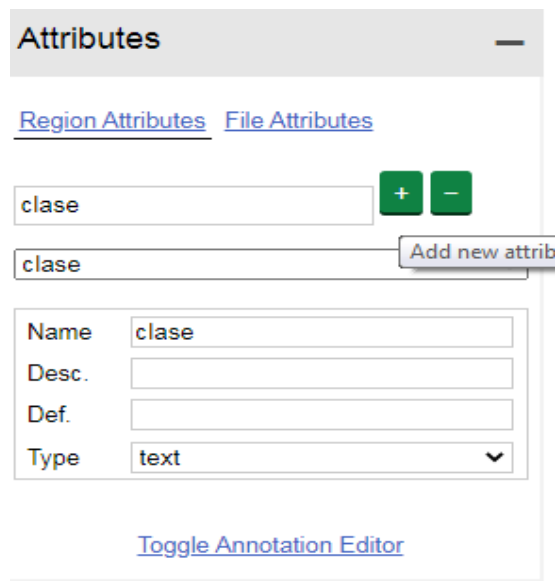 Attributes —
Region Attributes File Attributes
clase + −
Add new attrib
clase
Name clase
Desc.
Def.
Type text
Toggle Annotation Editor